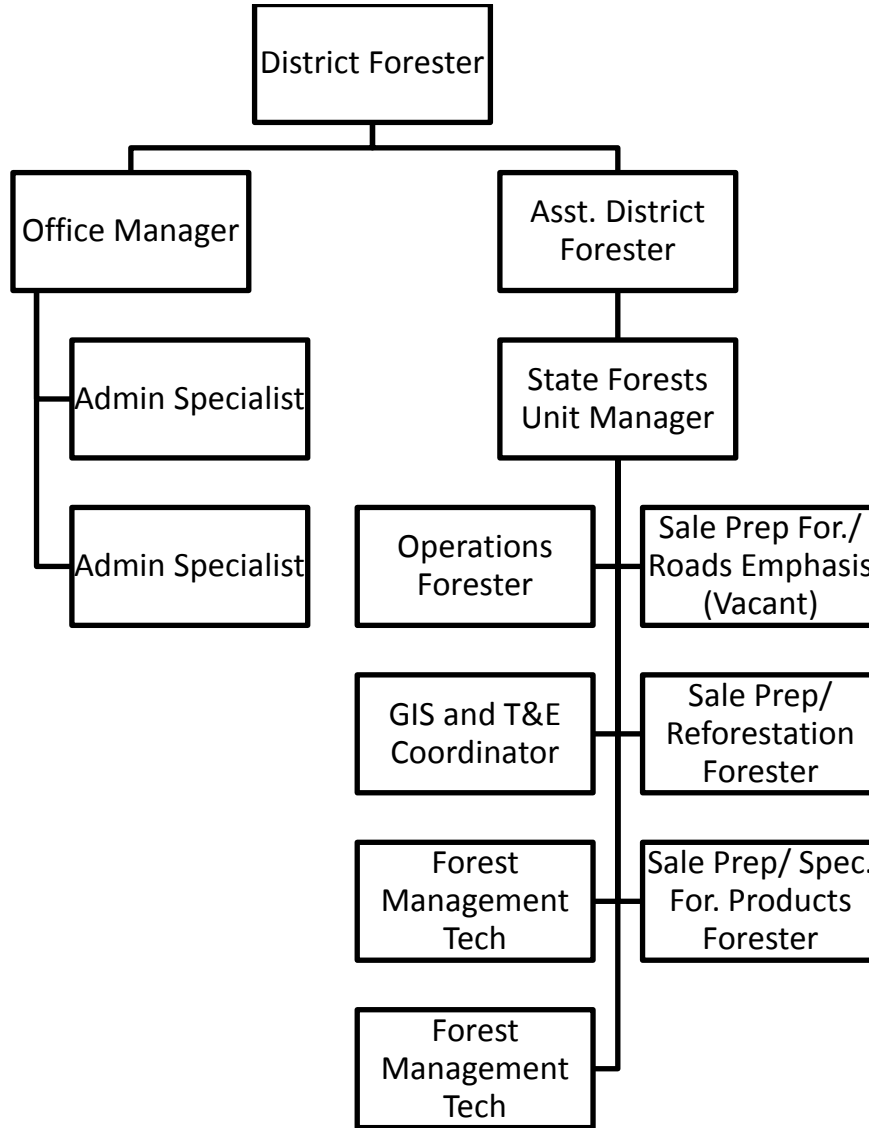 District Forester
Office Manager
Asst. District
Forester
Admin Specialist
State Forests
Unit Manager
Admin Specialist
Operations
Forester
Sale Prep For./
Roads Emphasis
(Vacant)
GIS and T&E
Coordinator
Sale Prep/
Reforestation
Forester
Forest
Management
Tech
Sale Prep/ Spec.
For. Products
Forester
Forest
Management
Tech